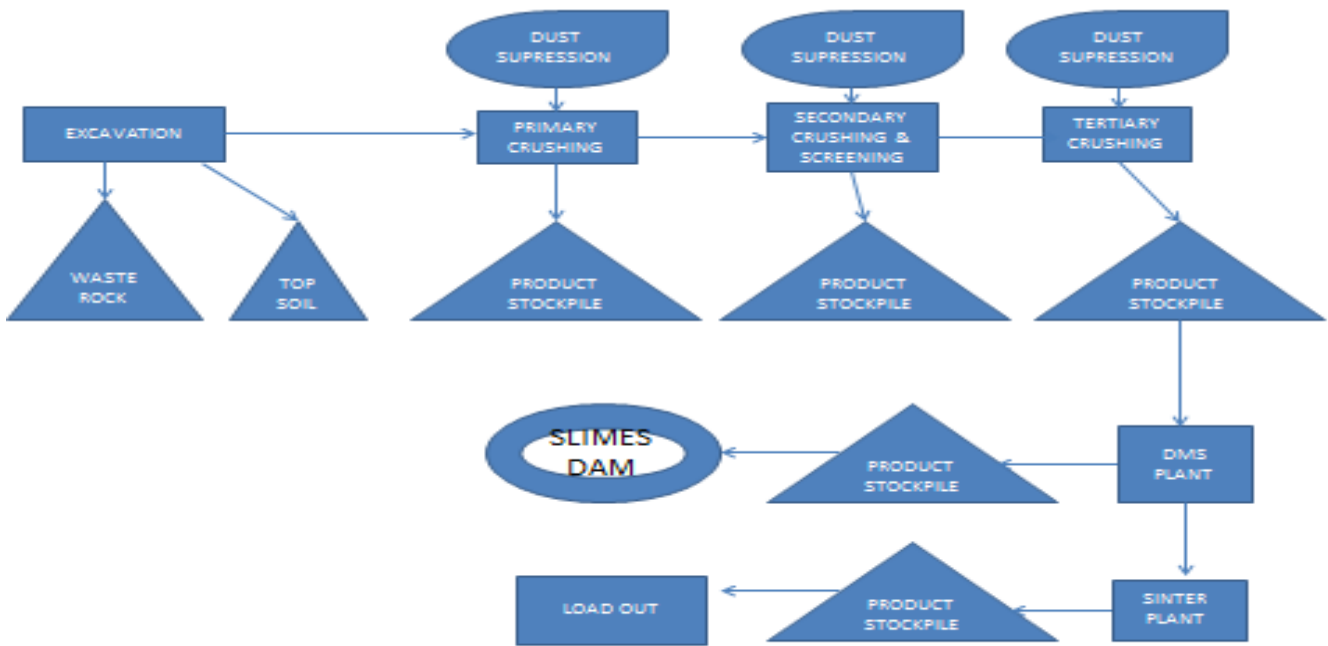 DUST
SUPRESSION
DUST
SUPRESSION
DUST
SUPRESSION
EXCAVATION
PRIMARY
CRUSHING
SECONDARY
CRUSHING &
SCREENING
TERTIARY
CRUSHING
WASTE
ROCK
TOP
SOIL
PRODUCT
STOCKPILE
PRODUCT
STOCKPILE
PRODUCT
STOCKPILE
SLIMES
DAM
PRODUCT
STOCKPILE
DMS
PLANT
LOAD OUT
PRODUCT
STOCKPILE
SINTER
PLANT